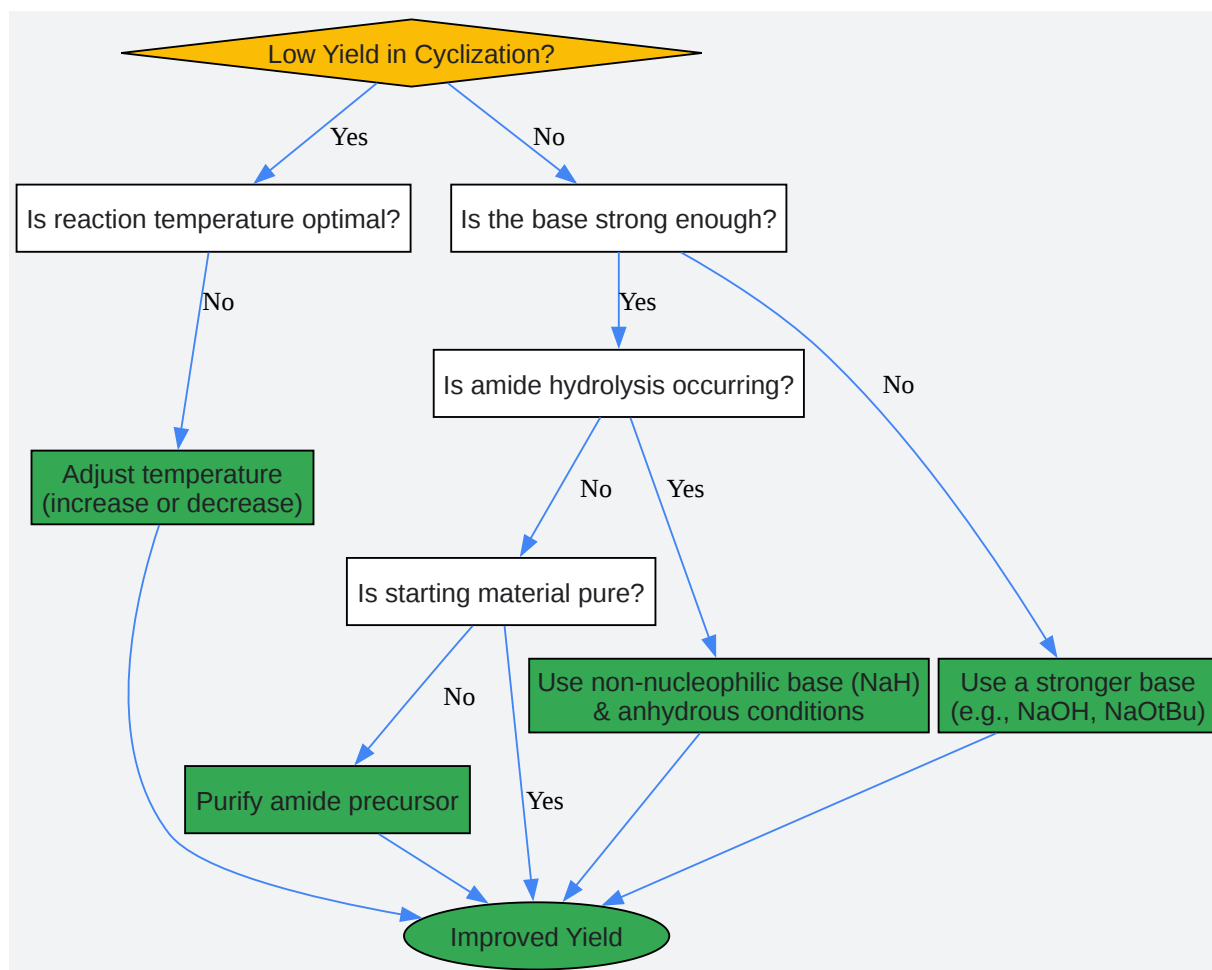 Low Yield in Cyclization?
Yes
No
Is reaction temperature optimal?
Is the base strong enough?
No
Yes
Is amide hydrolysis occurring?
No
Adjust temperature
(increase or decrease)
No
Yes
Is starting material pure?
Use non-nucleophilic base (NaH)
& anhydrous conditions
Use a stronger base
(e.g., NaOH, NaOtBu)
No
Purify amide precursor
Yes
Improved Yield